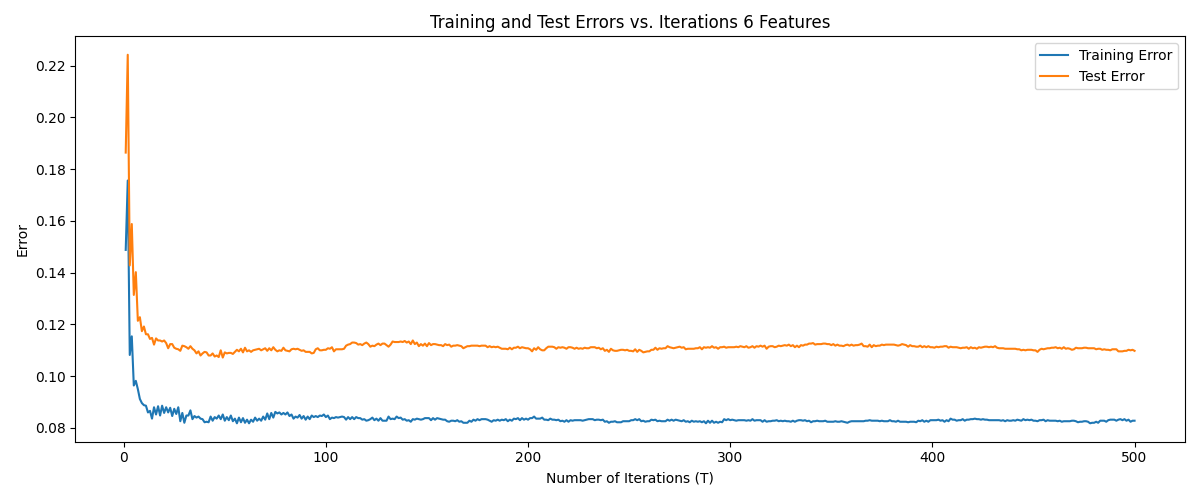 Training and Test Errors vs. Iterations 6 Features
Training Error
Test Error
Error
0.22
0.20
0.18
0.16
0.14
0.12
0.10
0.08
0 100 200 300 400 500
Number of Iterations (T)